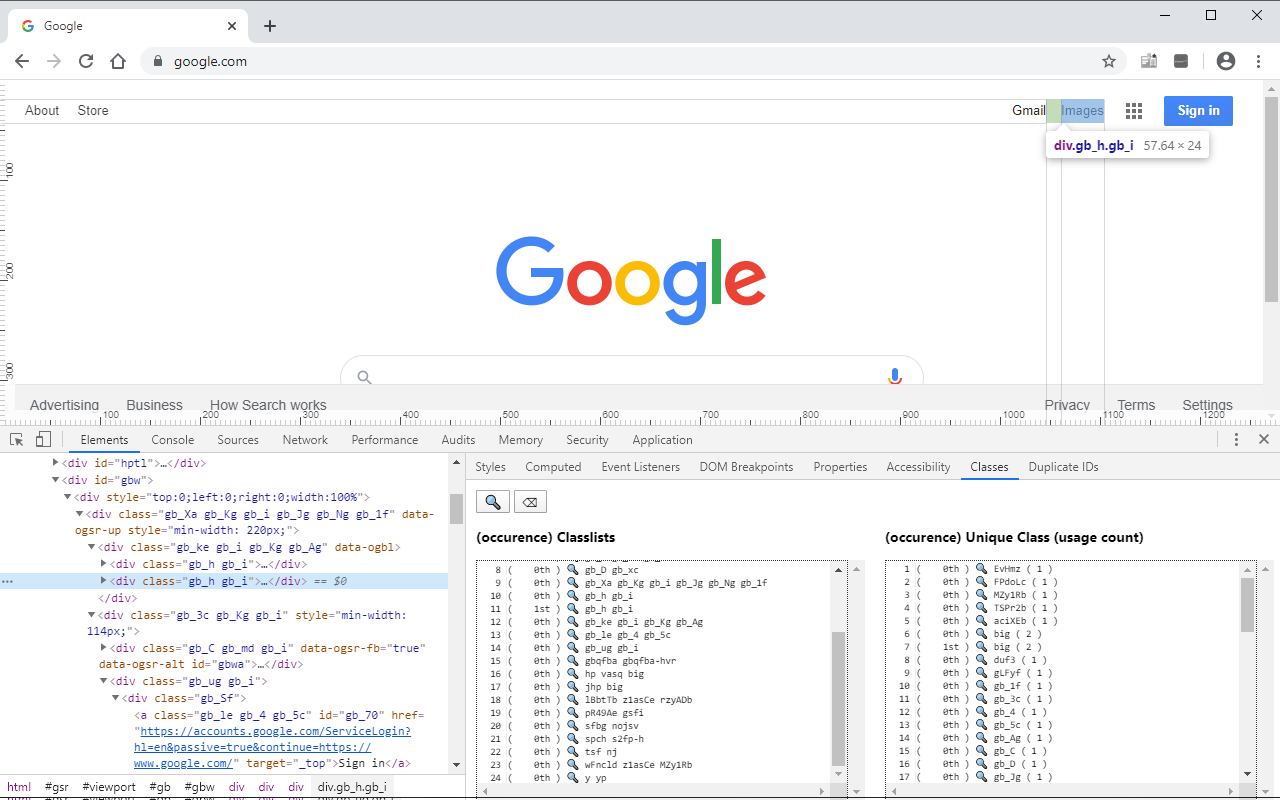 Google
google.com
About Store Gmail Images Sign in
div.gb_h.gb_i 57.64 × 24
100
200
300
Google
Advertising Business How Search works Privacy Terms Settings
100 200 300 400 500 600 700 800 900 1000 1100 1200
Elements Console Sources Network Performance Audits Memory Security Application
<div id="hptl">…</div>
<div id="gbw">
<div style="top:0;left:0;right:0;width:100%">
<div class="gb_Xa gb_Kg gb_i gb_Jg gb_Ng gb_1f" data-
ogsr-up style="min-width: 220px;">
<div class="gb_ke gb_i gb_Kg gb_Ag" data-ogbl>
<div class="gb_h gb_i">…</div>
<div class="gb_h gb_i">…</div> == $0
</div>
<div class="gb_3c gb_Kg gb_i" style="min-width:
114px;">
<div class="gb_C gb_md gb_i" data-ogsr-fb="true"
data-ogsr-alt id="gbwa">…</div>
<div class="gb_ug gb_i">
<div class="gb_Sf">
<a class="gb_le gb_4 gb_5c" id="gb_70" href=
"https://accounts.google.com/ServiceLogin?
hl=en&passive=true&continue=https://
www.google.com/" target="_top">Sign in</a>
html #gsr #viewport #gb #gbw div div div div.gb_h.gb_i
Styles Computed Event Listeners DOM Breakpoints Properties Accessibility Classes Duplicate IDs
(occurence) Classlists
8 ( 0th ) gb_D gb_xc
9 ( 0th ) gb_Xa gb_Kg gb_i gb_Jg gb_Ng gb_1f
10 ( 0th ) gb_h gb_i
11 ( 1st ) gb_h gb_i
12 ( 0th ) gb_ke gb_i gb_Kg gb_Ag
13 ( 0th ) gb_le gb_4 gb_5c
14 ( 0th ) gb_ug gb_i
15 ( 0th ) gbqfba gbqfba-hvr
16 ( 0th ) hp vasq big
17 ( 0th ) jhp big
18 ( 0th ) lBbtTb z1asCe rzyADb
19 ( 0th ) pR49Ae gsfi
20 ( 0th ) sfbg nojsv
21 ( 0th ) spch s2fp-h
22 ( 0th ) tsf nj
23 ( 0th ) wFncld z1asCe MZy1Rb
24 ( 0th ) y yp
(occurence) Unique Class (usage count)
1 ( 0th ) EvHmz ( 1 )
2 ( 0th ) FPdoLc ( 1 )
3 ( 0th ) MZy1Rb ( 1 )
4 ( 0th ) TSPr2b ( 1 )
5 ( 0th ) aciXEb ( 1 )
6 ( 0th ) big ( 2 )
7 ( 1st ) big ( 2 )
8 ( 0th ) duf3 ( 1 )
9 ( 0th ) gLFyf ( 1 )
10 ( 0th ) gb_1f ( 1 )
11 ( 0th ) gb_3c ( 1 )
12 ( 0th ) gb_4 ( 1 )
13 ( 0th ) gb_5c ( 1 )
14 ( 0th ) gb_Ag ( 1 )
15 ( 0th ) gb_C ( 1 )
16 ( 0th ) gb_D ( 1 )
17 ( 0th ) gb_Jg ( 1 )